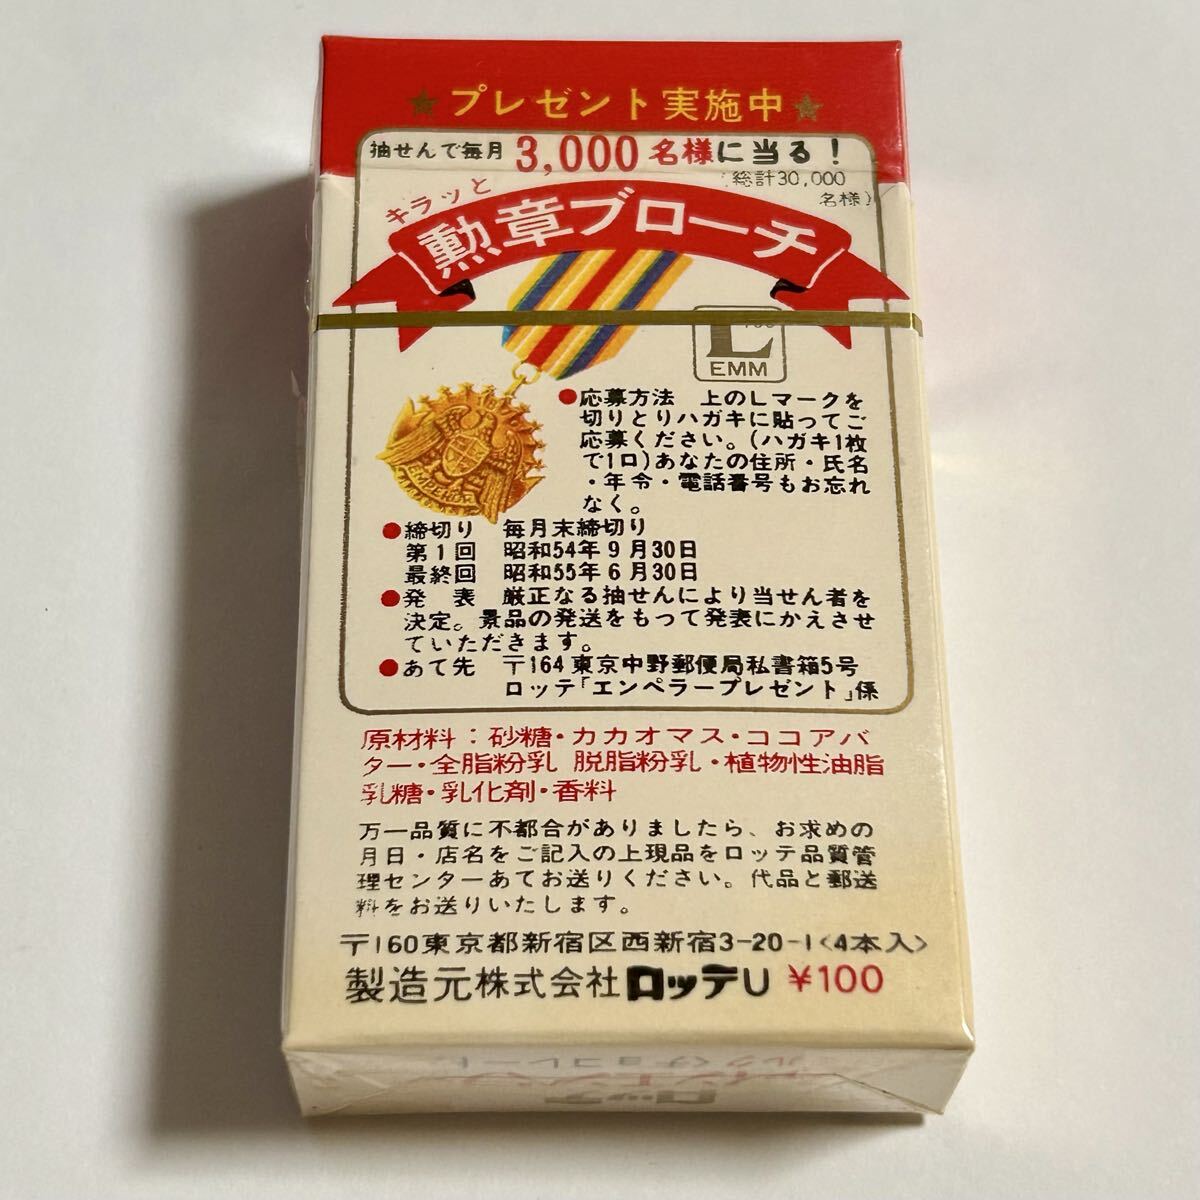 ★プレゼント実施中★
抽せんで毎月3,000名様に当る!
(総計30,000
名様)
キラッと
勲章ブローチ
L
EMM
EMPEROR
●応募方法 上のLマークを
切りとりハガキに貼ってご
応募ください。(ハガキ1枚
で1口)あなたの住所・氏名
・年令・電話番号もお忘れ
なく。
●締切り 毎月末締切り
第1回 昭和54年9月30日
最終回 昭和55年6月30日
●発 表 厳正なる抽せんにより当せん者を
決定。景品の発送をもって発表にかえさせ
ていただきます。
●あて先 〒164東京中野郵便局私書箱5号
ロッテ「エンペラープレゼント」係
原材料:砂糖・カカオマス・ココアバ
ター・全脂粉乳 脱脂粉乳・植物性油脂
乳糖・乳化剤・香料
万一品質に不都合がありましたら、お求めの
月日・店名をご記入の上現品をロッテ品質管
理センターあてお送りください。代品と郵送
料をお送りいたします。
〒160東京都新宿区西新宿3-20-1<4本入>
製造元株式会社ロッテU ¥100
ルク<チョコレート
ロッテ